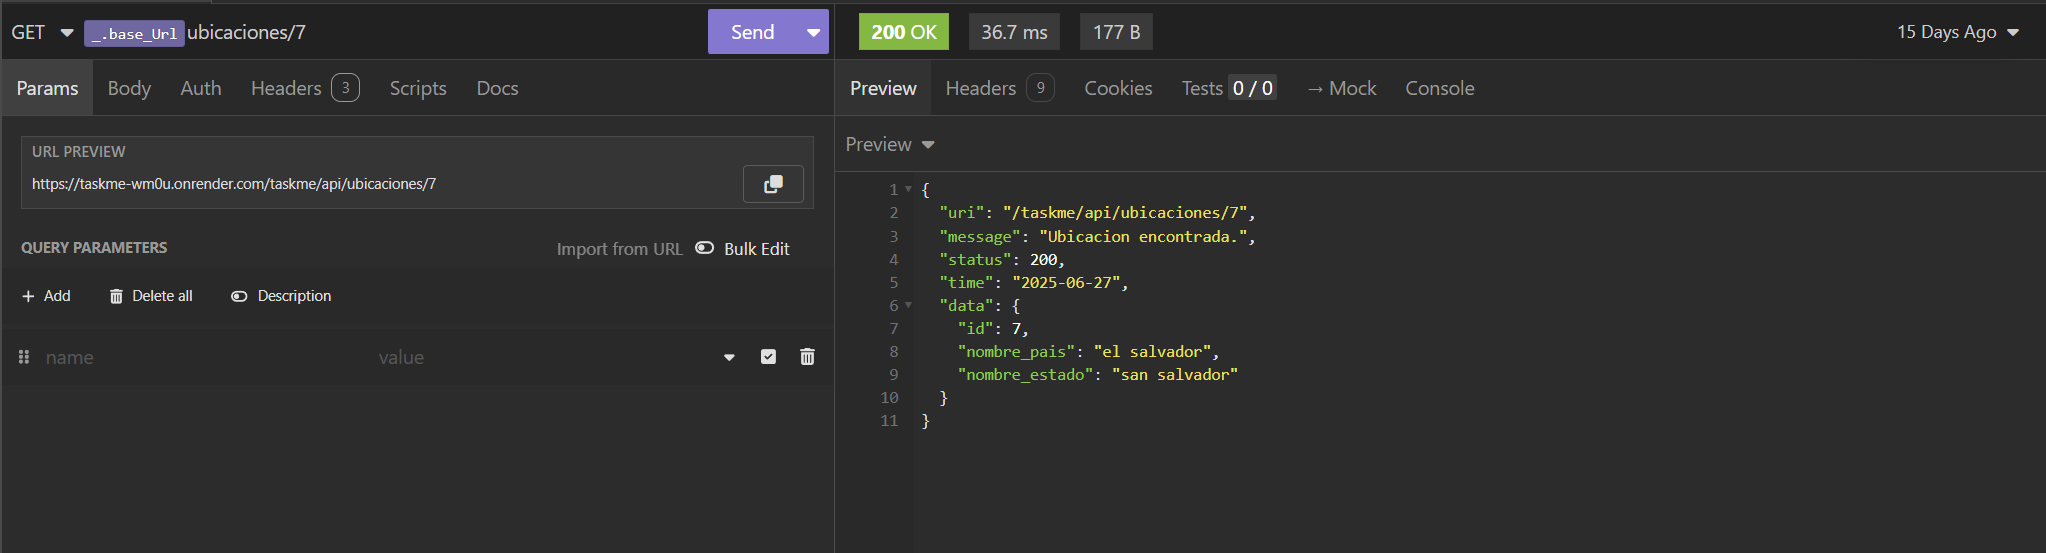 GET _.base_Url ubicaciones/7 Send
Params Body Auth Headers 3 Scripts Docs
URL PREVIEW
https://taskme-wm0u.onrender.com/taskme/api/ubicaciones/7
QUERY PARAMETERS Import from URL Bulk Edit
+ Add Delete all Description
name value
200 OK 36.7 ms 177 B 15 Days Ago
Preview Headers 9 Cookies Tests 0 / 0 → Mock Console
Preview
1 {
2 "uri": "/taskme/api/ubicaciones/7",
3 "message": "Ubicacion encontrada.",
4 "status": 200,
5 "time": "2025-06-27",
6 "data": {
7 "id": 7,
8 "nombre_pais": "el salvador",
9 "nombre_estado": "san salvador"
10 }
11 }